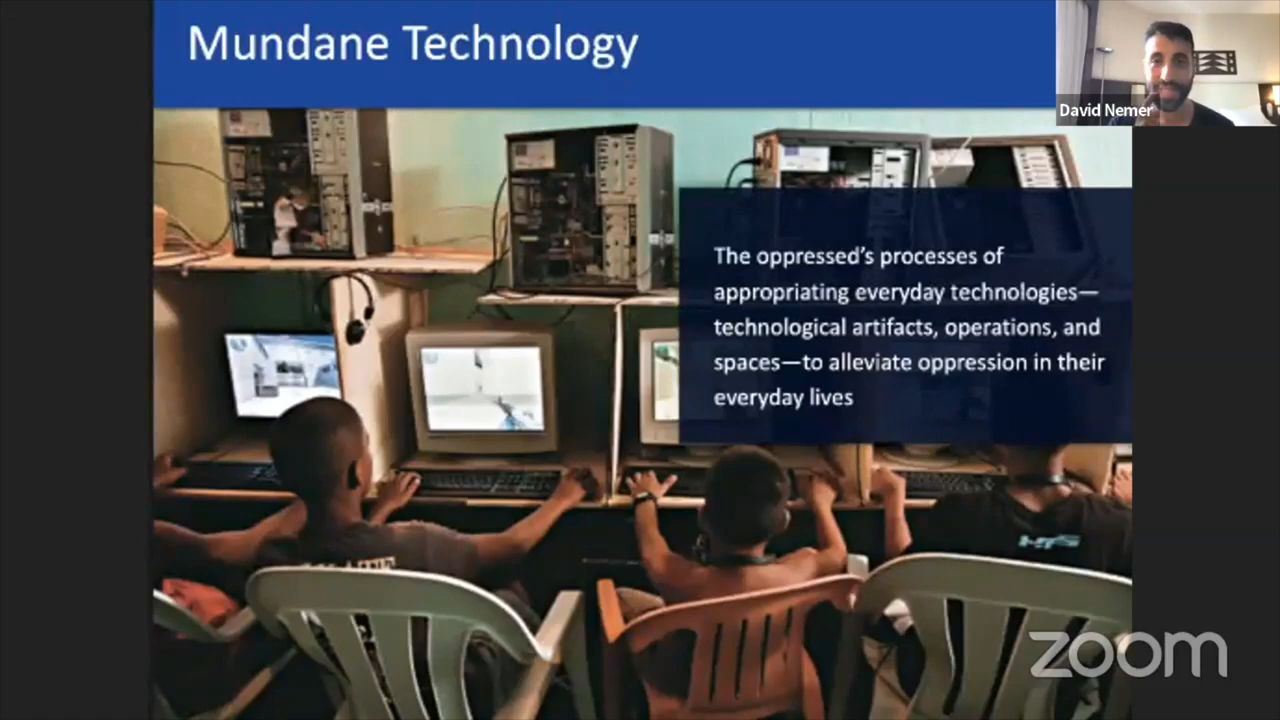 Mundane Technology
David Nemer
The oppressed's processes of
appropriating everyday technologies—
technological artifacts, operations, and
spaces—to alleviate oppression in their
everyday lives
zoom